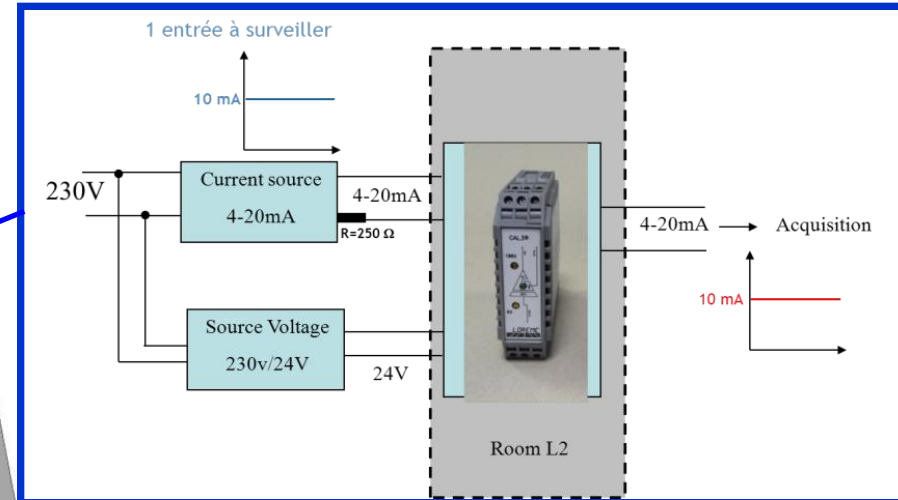 1 entrée à surveiller
10 mA
230V
Current source
4-20mA
4-20mA
R=250 Ω
4-20mA
Acquisition
10 mA
Source Voltage
230v/24V
24V
Room L2
LOREME